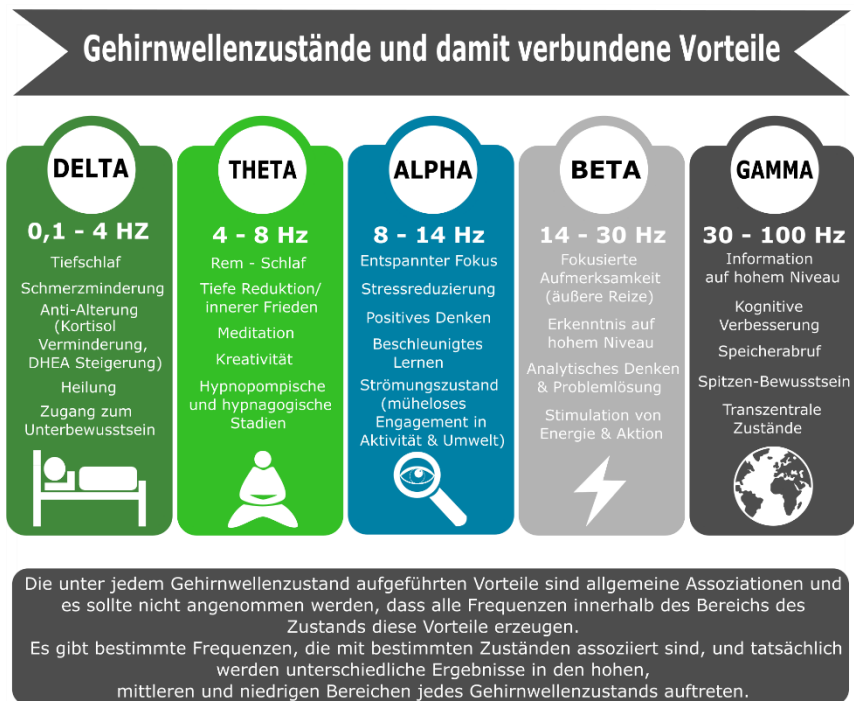 Gehirnwellenzustände und damit verbundene Vorteile
DELTA
0,1 - 4 HZ
Tiefschlaf
Schmerzminderung
Anti-Alterung
(Kortisol
Verminderung,
DHEA Steigerung)
Heilung
Zugang zum
Unterbewusstsein
THETA
4 - 8 Hz
Rem - Schlaf
Tiefe Reduktion/
innerer Frieden
Meditation
Kreativität
Hypnopompische
und hypnagogische
Stadien
ALPHA
8 - 14 Hz
Entspannter Fokus
Stressreduzierung
Positives Denken
Beschleunigtes
Lernen
Strömungszustand
(müheloses
Engagement in
Aktivität & Umwelt)
BETA
14 - 30 Hz
Fokusierte
Aufmerksamkeit
(äußere Reize)
Erkenntnis auf
hohem Niveau
Analytisches Denken
& Problemlösung
Stimulation von
Energie & Aktion
GAMMA
30 - 100 Hz
Information
auf hohem Niveau
Kognitive
Verbesserung
Speicherabruf
Spitzen-Bewusstsein
Transzentrale
Zustände
Die unter jedem Gehirnwellenzustand aufgeführten Vorteile sind allgemeine Assoziationen und
es sollte nicht angenommen werden, dass alle Frequenzen innerhalb des Bereichs des
Zustands diese Vorteile erzeugen.
Es gibt bestimmte Frequenzen, die mit bestimmten Zuständen assoziiert sind, und tatsächlich
werden unterschiedliche Ergebnisse in den hohen,
mittleren und niedrigen Bereichen jedes Gehirnwellenzustands auftreten.